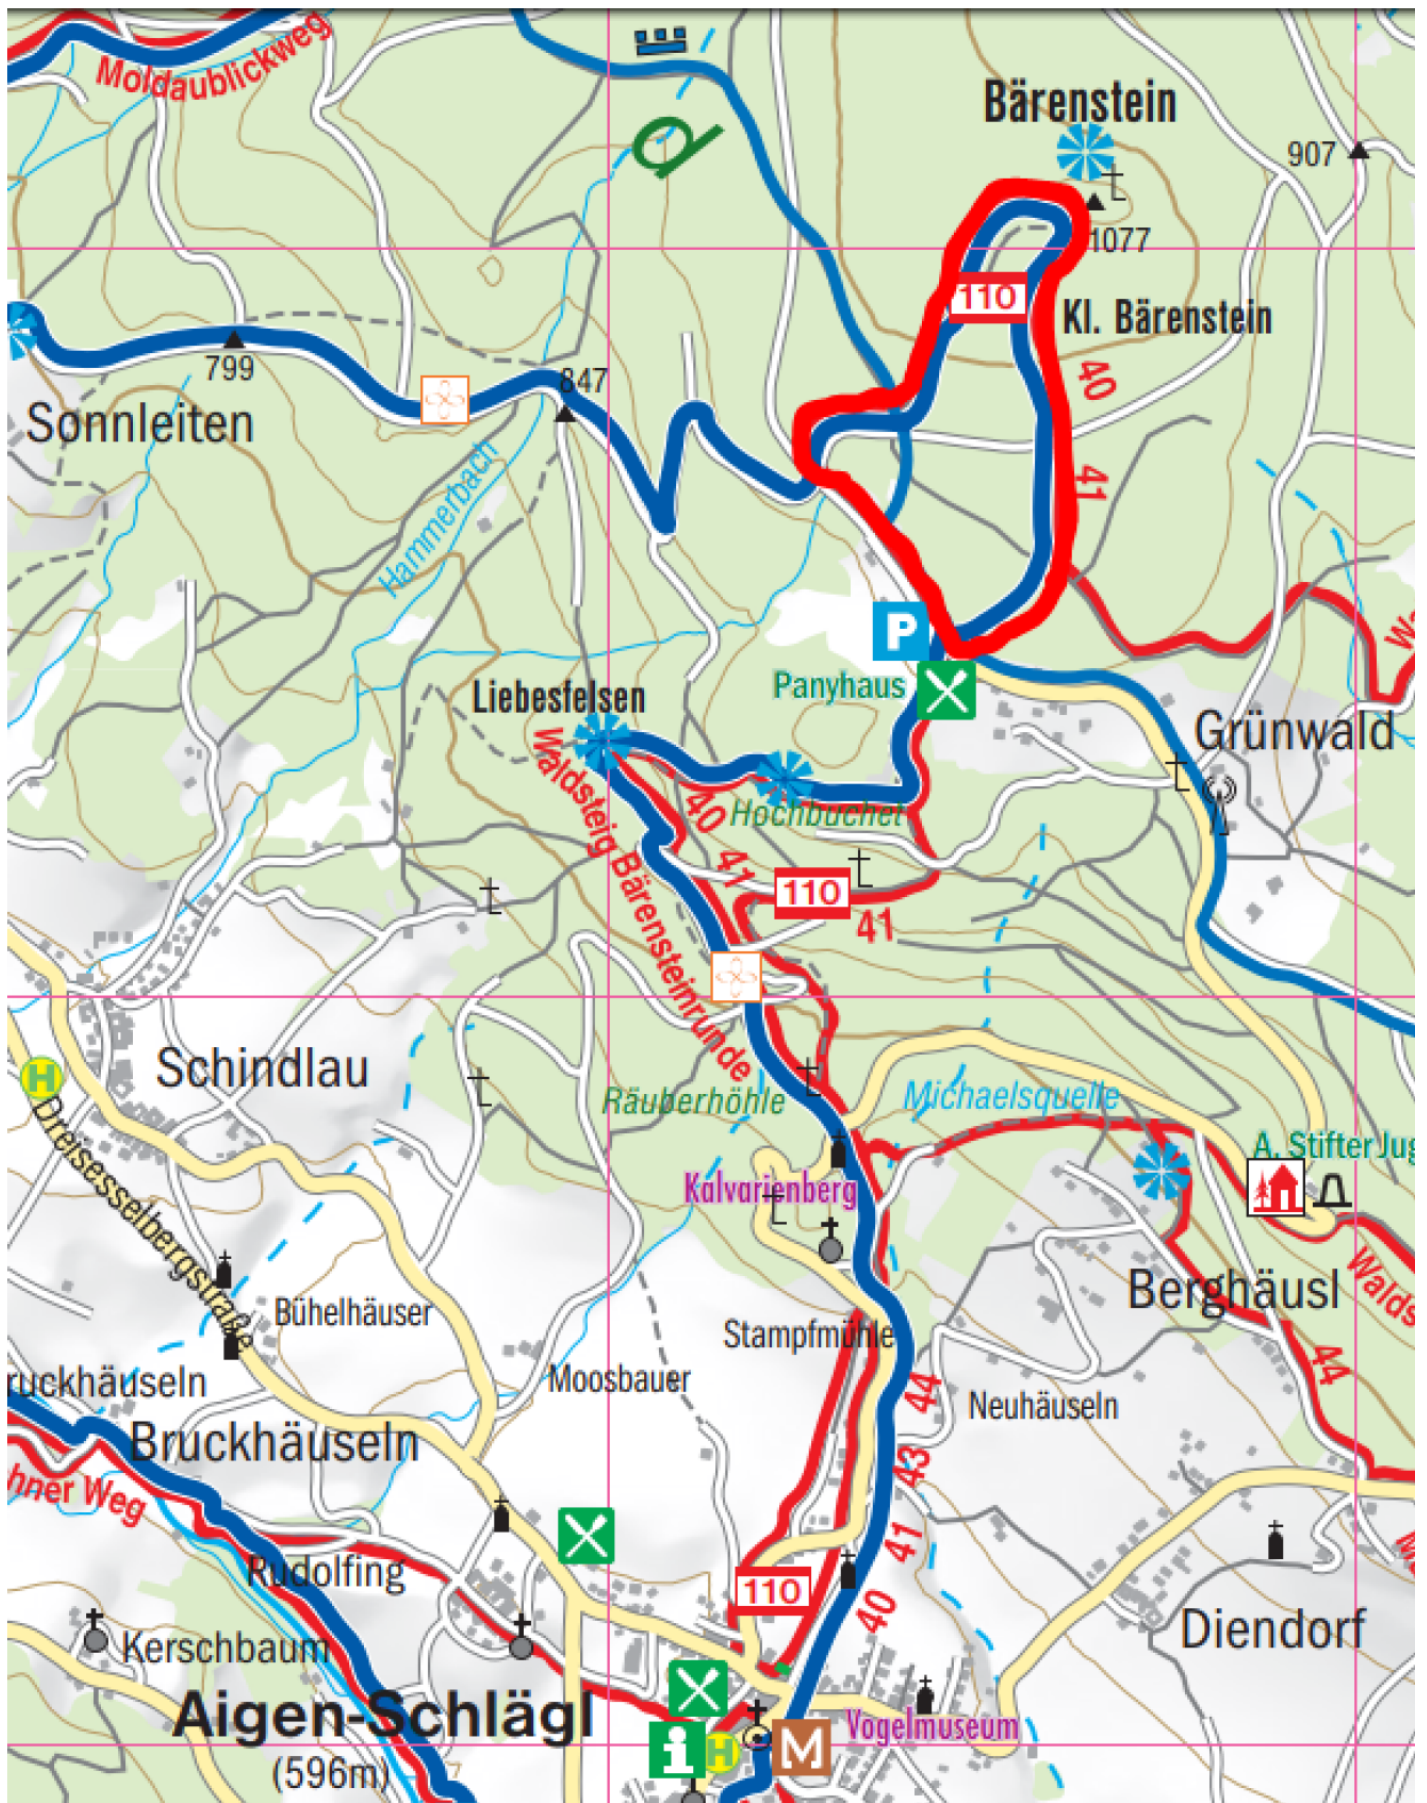 Moldaublickweg
Bärenstein
907
1077
110
Kl. Bärenstein
799
847
40
Sonnleiten
41
Hammerbach
P
Panyhaus
Liebesfelsen
Grünwald
Waldsteig Bärensteinrunde
40
Hochbuchet
41
110
41
Schindlau
H
Räuberhöhle
Michaelsquelle
A. Stifter Jug
Dreisesselbergstraße
Kalvarienberg
Berghäusl
Walds
Bühelhäuser
Stampfmühle
44
ruckhäuseln
Moosbauer
44
Neuhäuseln
Bruckhäuseln
43
hner Weg
41
Rudolfing
110
40
Diendorf
Kerschbaum
Aigen-Schlägl
Vogelmuseum
i
H
M
(596m)